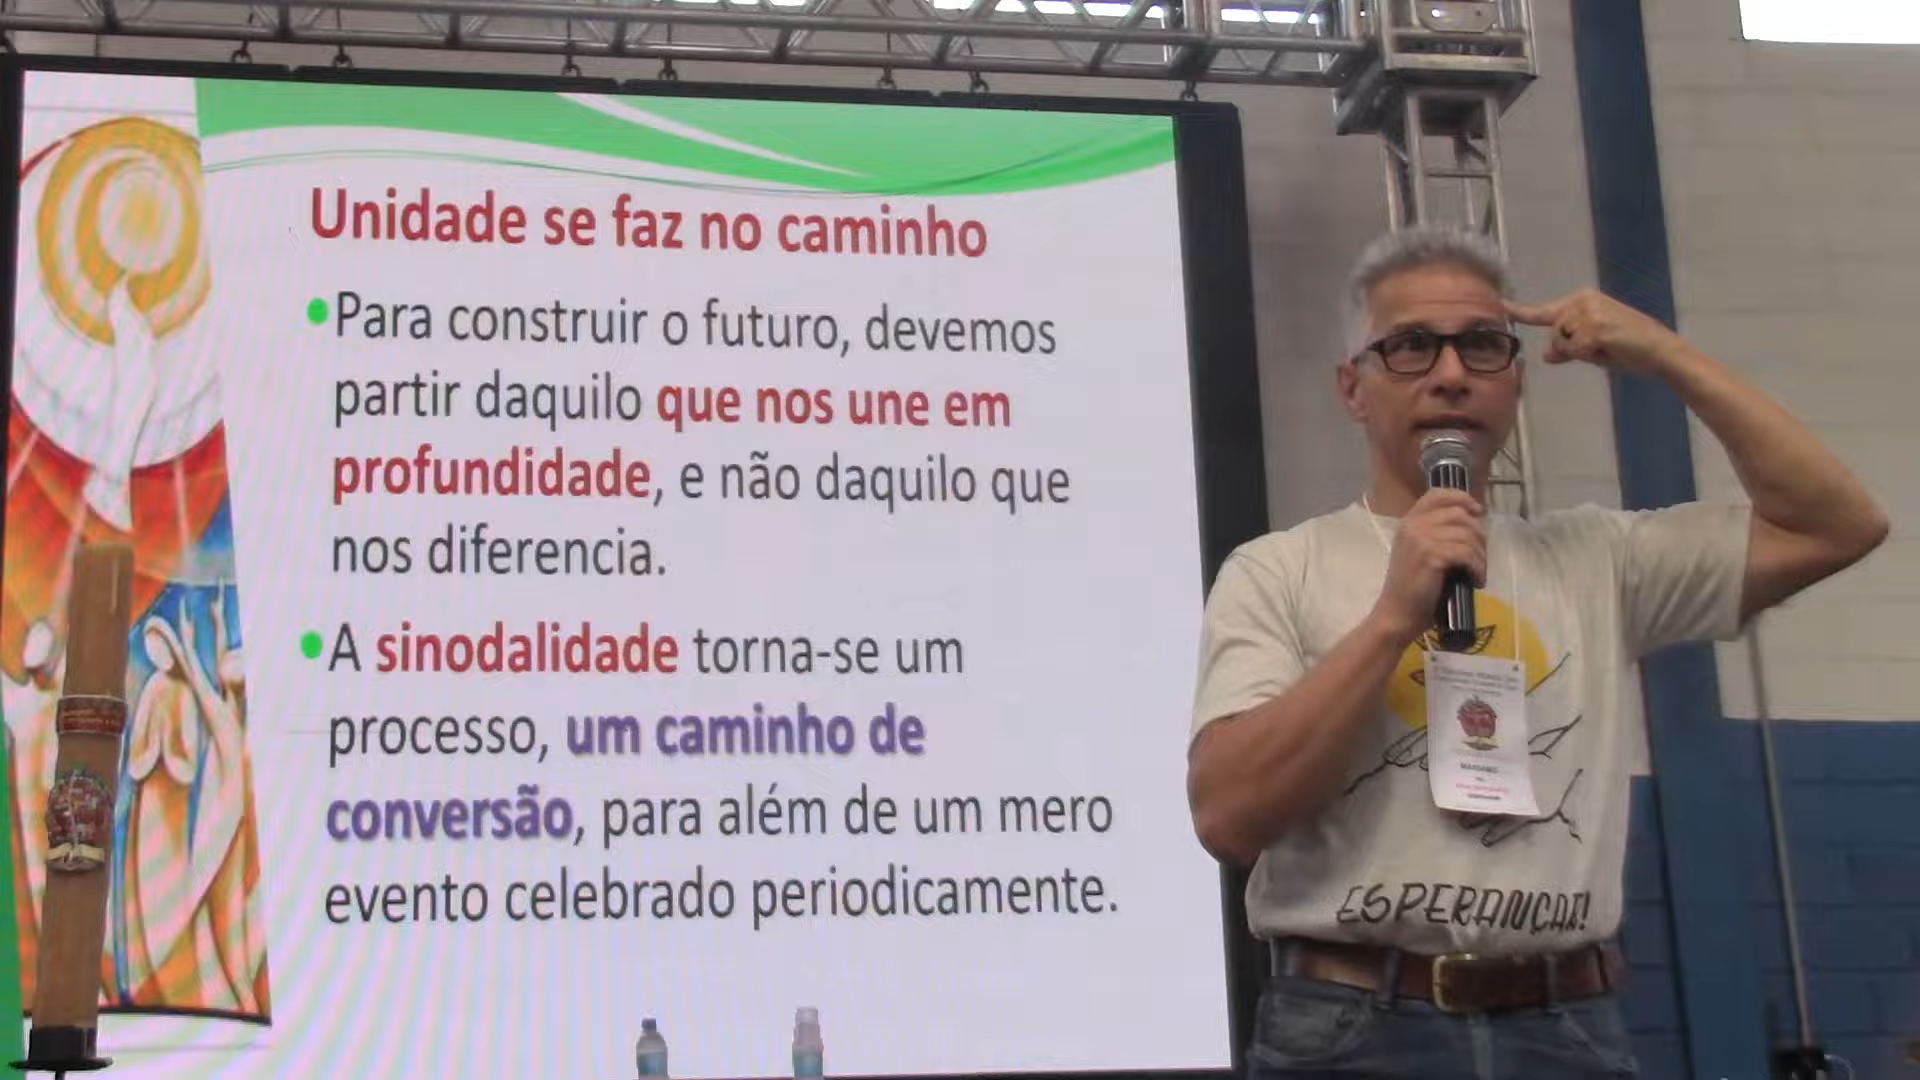 Unidade se faz no caminho
•Para construir o futuro, devemos
partir daquilo que nos une em
profundidade, e não daquilo que
nos diferencia.
•A sinodalidade torna-se um
processo, um caminho de
conversão, para além de um mero
evento celebrado periodicamente.
ESPERANÇAI!